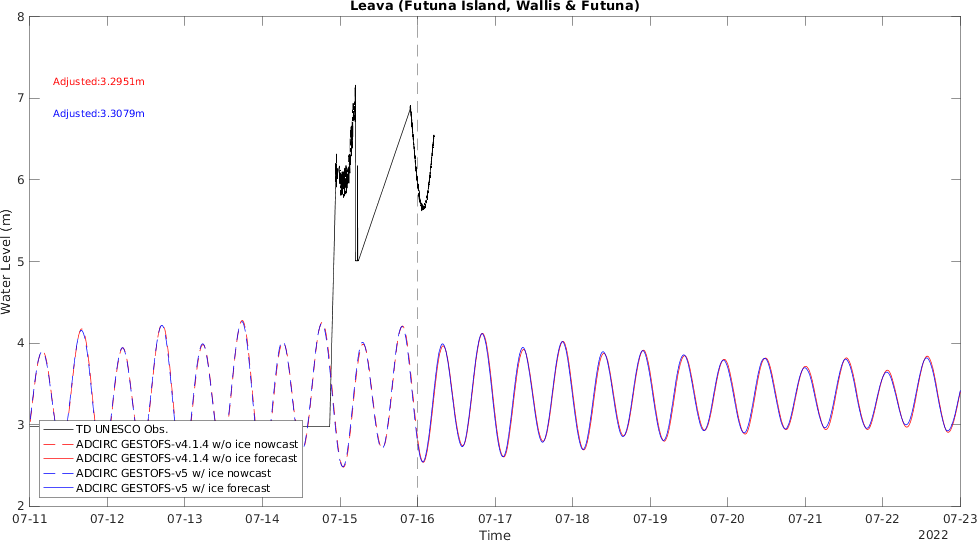 Leava (Futuna Island, Wallis & Futuna)
8
7
6
5
4
3
2
Water Level (m)
Adjusted:3.2951m
Adjusted:3.3079m
TD UNESCO Obs.
ADCIRC GESTOFS-v4.1.4 w/o ice nowcast
ADCIRC GESTOFS-v4.1.4 w/o ice forecast
ADCIRC GESTOFS-v5 w/ ice nowcast
ADCIRC GESTOFS-v5 w/ ice forecast
07-11 07-12 07-13 07-14 07-15 07-16 07-17 07-18 07-19 07-20 07-21 07-22 07-23
Time
2022